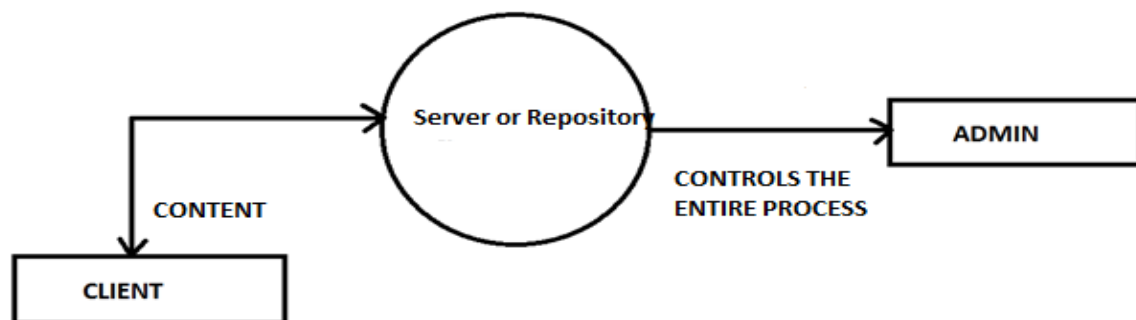 Server or Repository
ADMIN
CONTROLS THE
ENTIRE PROCESS
CONTENT
CLIENT